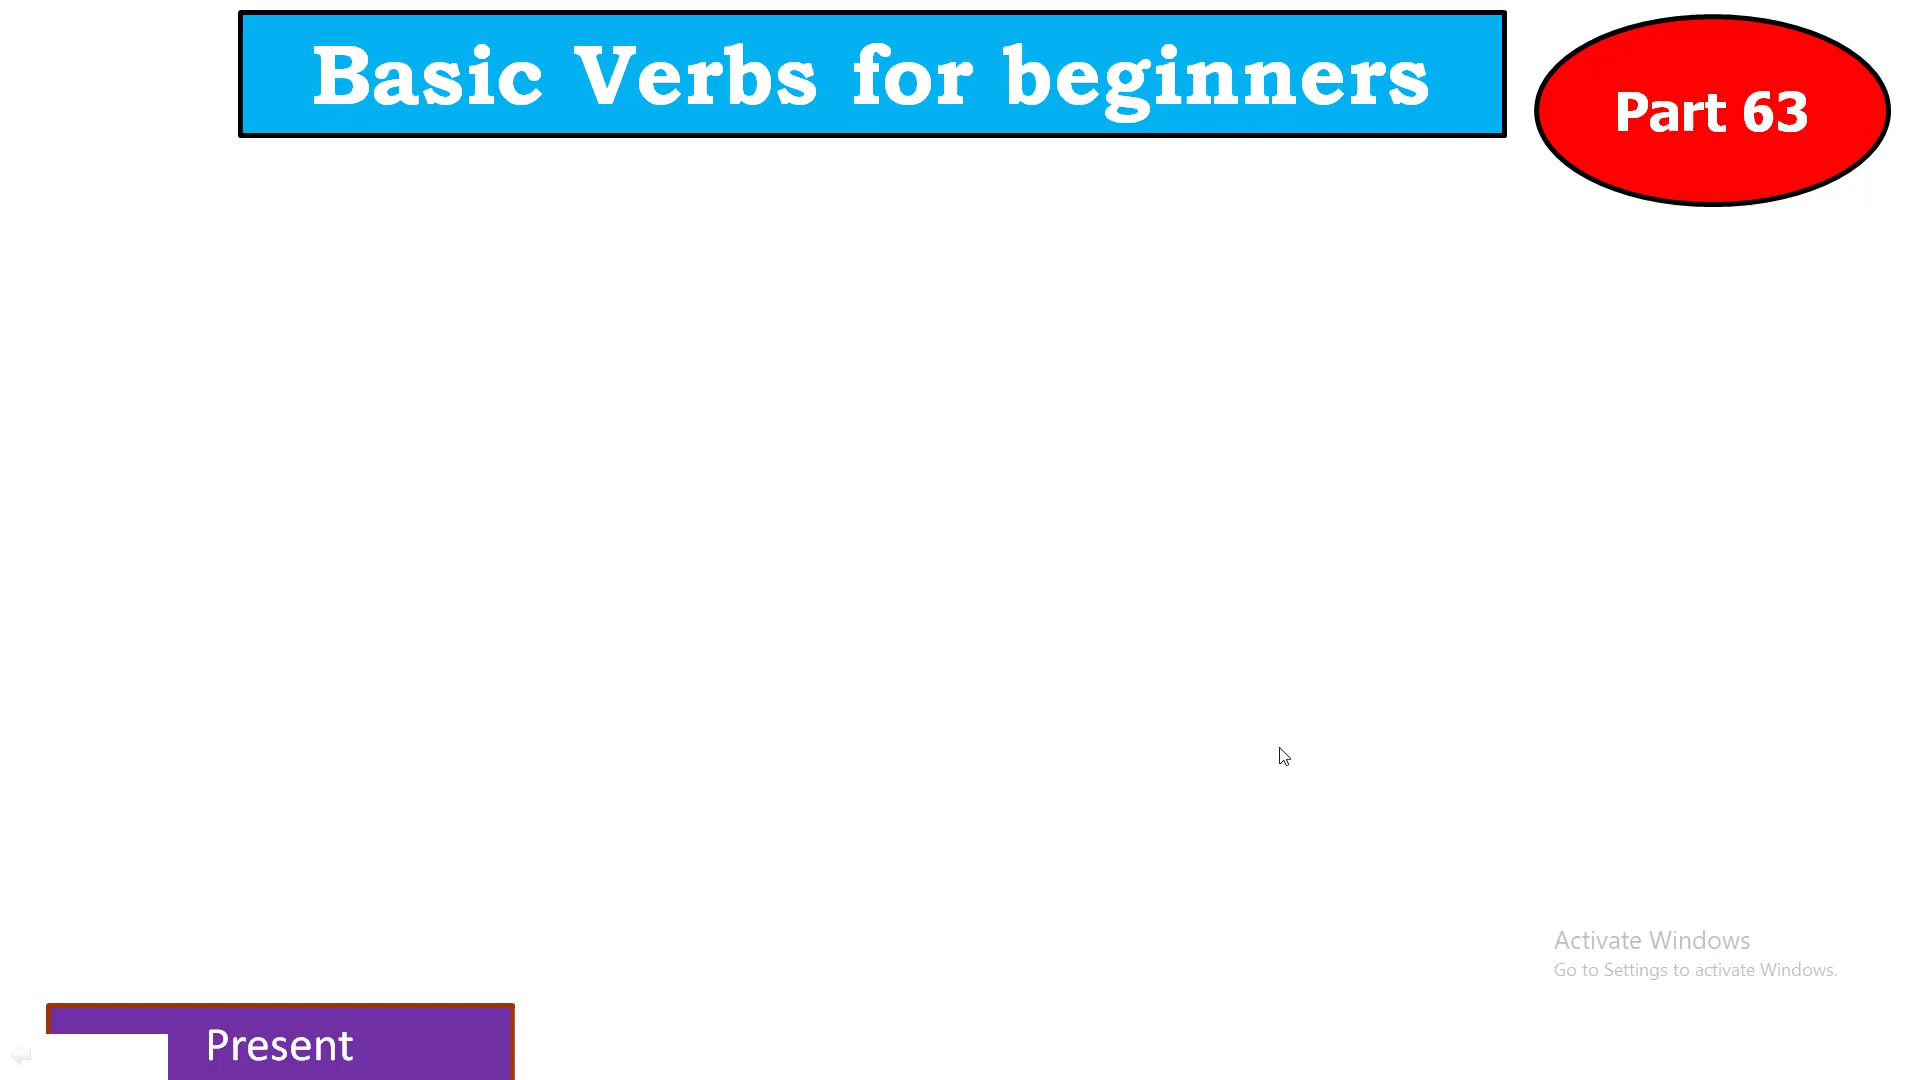 Basic Verbs for beginners
Part 63
Activate Windows
Go to Settings to activate Windows.
Present